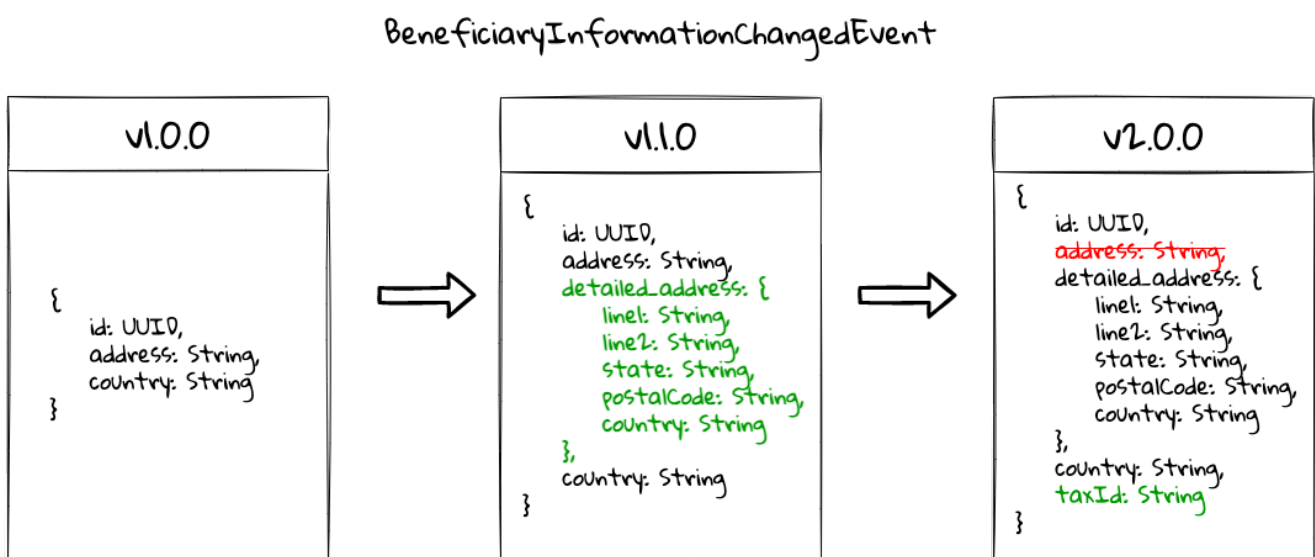 BeneficiaryInformationChangedEvent
v1.0.0
{
id: UUID,
address: String,
country: String
}
v1.1.0
{
id: UUID,
address: String,
detailed_address: {
line1: String,
line2: String,
state: String,
postalCode: String,
country: String
},
country: String
}
v2.0.0
{
id: UUID,
address: String,
detailed_address: {
line1: String,
line2: String,
state: String,
postalCode: String,
country: String
},
country: String,
taxId: String
}